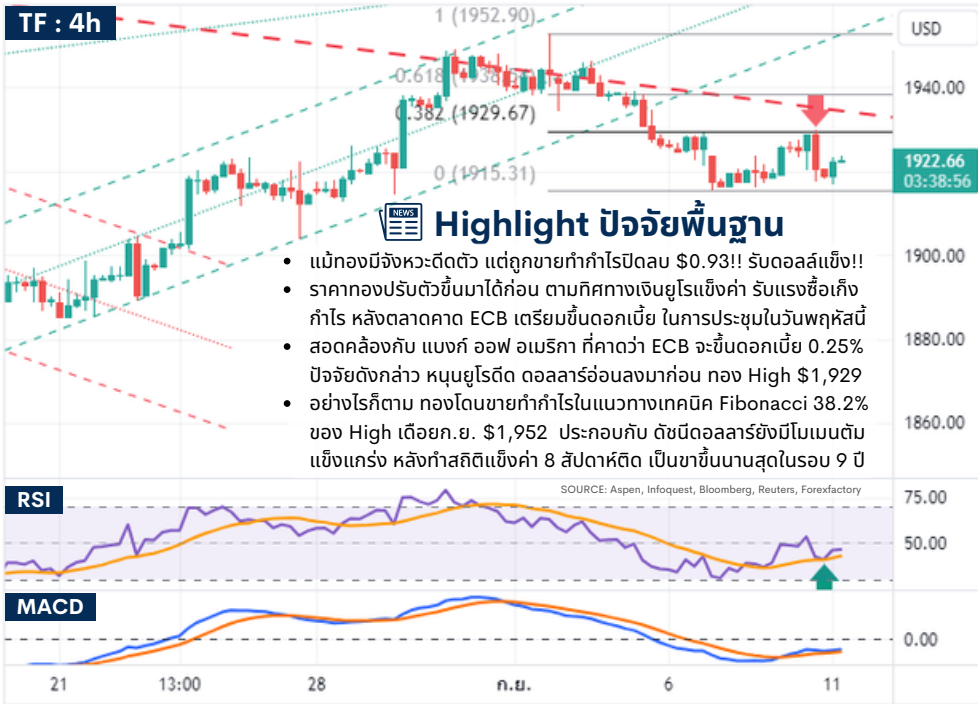 TF : 4h
1 (1952.90)
USD
0.618
1940.00
0.382 (1929.67)
1922.66
03:38:56
0 (1915.31)
NEWS
Highlight ปัจจัยพื้นฐาน
1900.00
• แม้ทองมีจังหวะดีดตัว แต่ถูกขายทำกำไรปิดลบ $0.93!! รับดอลล์แข็ง!!
• ราคาทองปรับตัวขึ้นมาได้ก่อน ตามทิศทางเงินยูโรแข็งค่า รับแรงซื้อเก็ง
กำไร หลังตลาดคาด ECB เตรียมขึ้นดอกเบี้ย ในการประชุมในวันพฤหัสนี้
1880.00
• สอดคล้องกับ แบงก์ ออฟ อเมริกา ที่คาดว่า ECB จะขึ้นดอกเบี้ย 0.25%
ปัจจัยดังกล่าว หนุนยูโรดีด ดอลลาร์อ่อนลงมาก่อน ทอง High $1,929
• อย่างไรก็ตาม ทองโดนขายทำกำไรในแนวทางเทคนิค Fibonacci 38.2%
1860.00
ของ High เดือยก.ย. $1,952 ประกอบกับ ดัชนีดอลลาร์ยังมีโมเมนตัม
แข็งแกร่ง หลังทำสถิติแข็งค่า 8 สัปดาห์ติด เป็นขาขึ้นนานสุดในรอบ 9 ปี
SOURCE: Aspen, Infoquest, Bloomberg, Reuters, Forexfactory
RSI
75.00
50.00
MACD
0.00
21
13:00
28
ก.ย.
6
11